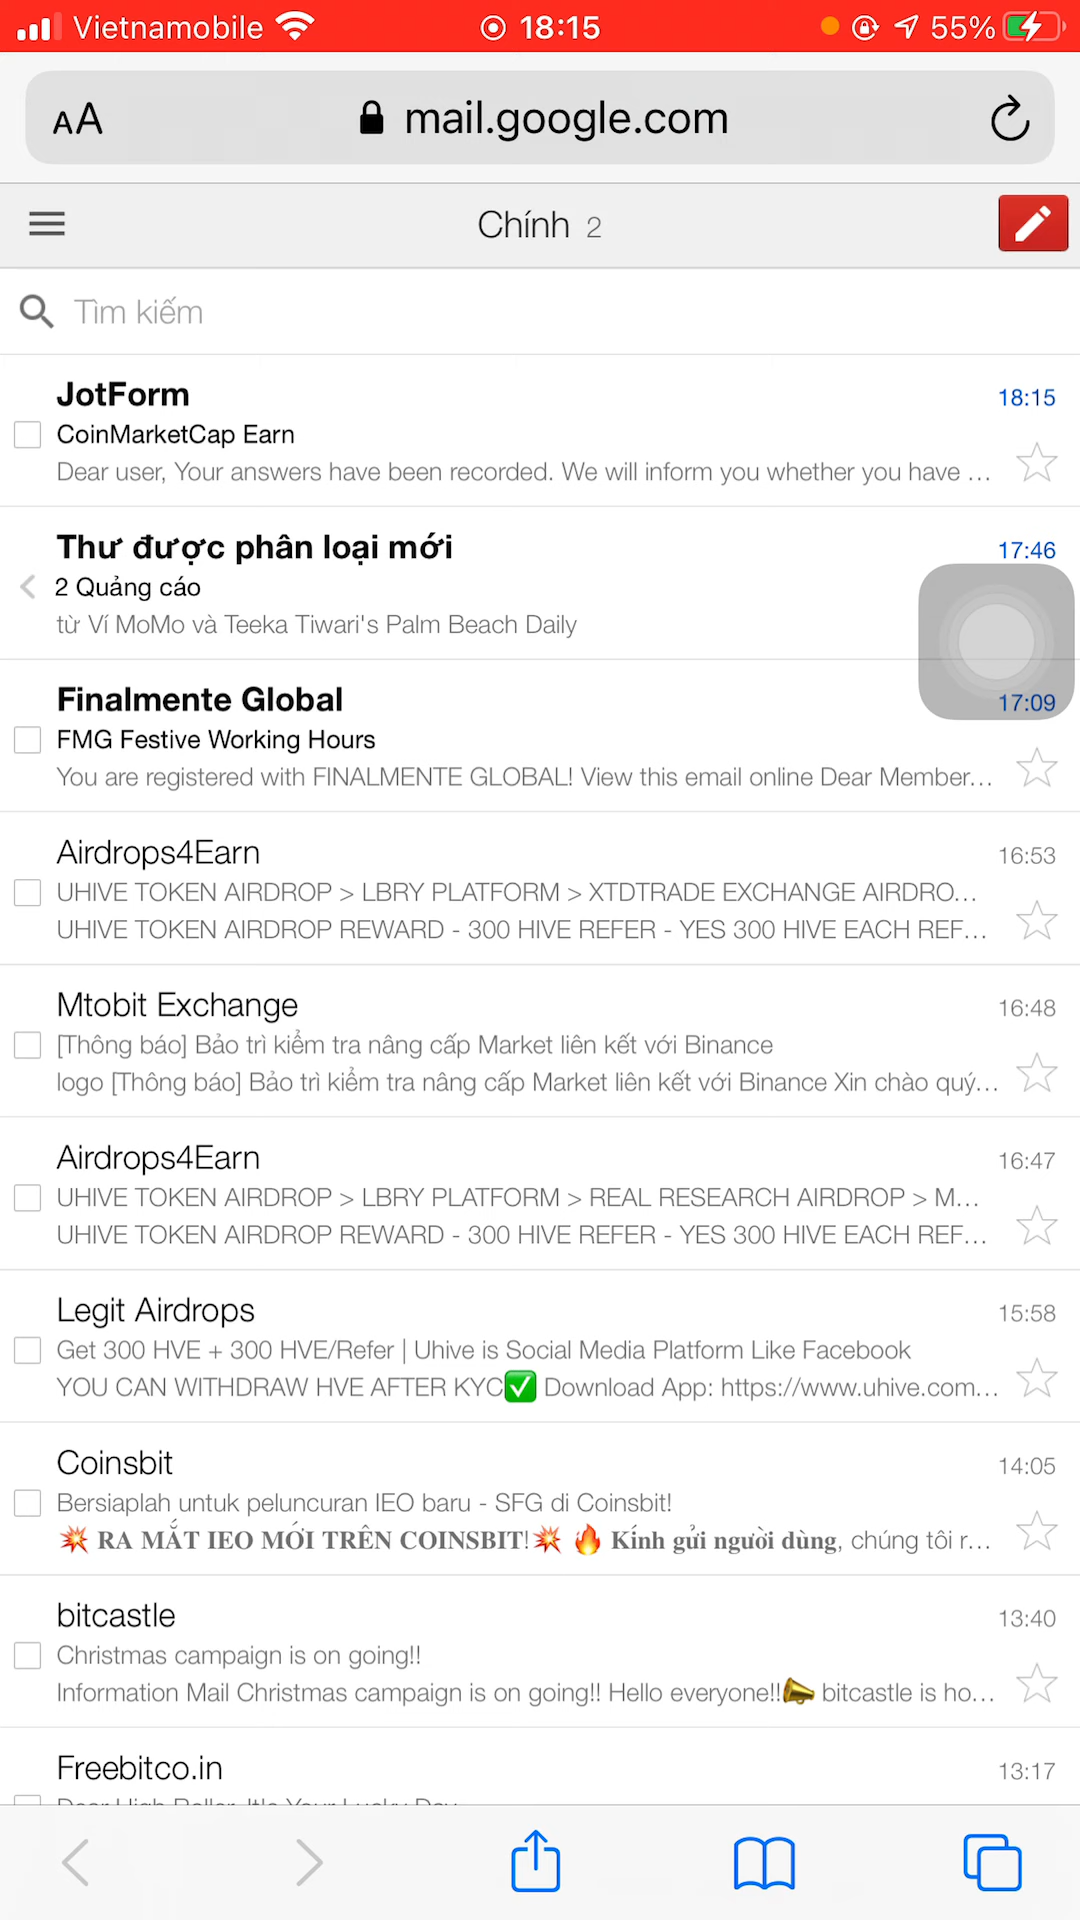 Vietnamobile 18:15 55%
AA mail.google.com
Chính 2
Tìm kiếm
JotForm 18:15
CoinMarketCap Earn
Dear user, Your answers have been recorded. We will inform you whether you have ...
Thư được phân loại mới 17:46
2 Quảng cáo
từ Ví MoMo và Teeka Tiwari's Palm Beach Daily
Finalmente Global 17:09
FMG Festive Working Hours
You are registered with FINALMENTE GLOBAL! View this email online Dear Member...
Airdrops4Earn 16:53
UHIVE TOKEN AIRDROP > LBRY PLATFORM > XTDTRADE EXCHANGE AIRDRO...
UHIVE TOKEN AIRDROP REWARD - 300 HIVE REFER - YES 300 HIVE EACH REF...
Mtobit Exchange 16:48
[Thông báo] Bảo trì kiểm tra nâng cấp Market liên kết với Binance
logo [Thông báo] Bảo trì kiểm tra nâng cấp Market liên kết với Binance Xin chào quý...
Airdrops4Earn 16:47
UHIVE TOKEN AIRDROP > LBRY PLATFORM > REAL RESEARCH AIRDROP > M...
UHIVE TOKEN AIRDROP REWARD - 300 HIVE REFER - YES 300 HIVE EACH REF...
Legit Airdrops 15:58
Get 300 HVE + 300 HVE/Refer | Uhive is Social Media Platform Like Facebook
YOU CAN WITHDRAW HVE AFTER KYC✅ Download App: https://www.uhive.com...
Coinsbit 14:05
Bersiaplah untuk peluncuran IEO baru - SFG di Coinsbit!
💥 RA MẮT IEO MỚI TRÊN COINSBIT!💥 🔥 Kính gửi người dùng, chúng tôi r...
bitcastle 13:40
Christmas campaign is on going!!
Information Mail Christmas campaign is on going!! Hello everyone!!📣 bitcastle is ho...
Freebitco.in 13:17
Dear High Roller, It's Your Lucky Day